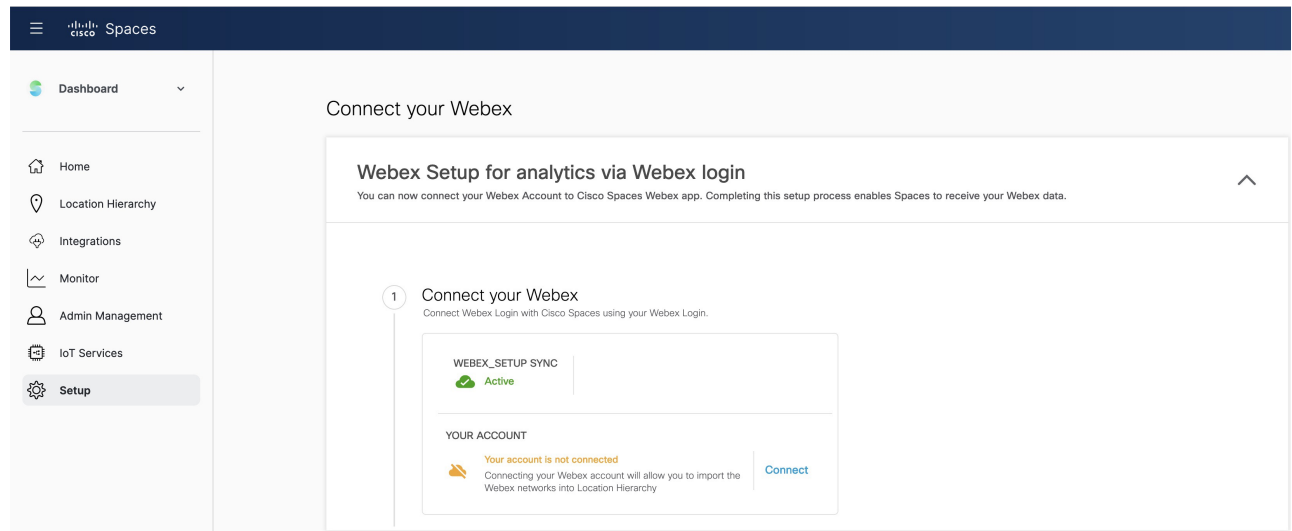 cisco Spaces
Dashboard
Home
Location Hierarchy
Integrations
Monitor
Admin Management
IoT Services
Setup
Connect your Webex
Webex Setup for analytics via Webex login
You can now connect your Webex Account to Cisco Spaces Webex app. Completing this setup process enables Spaces to receive your Webex data.
1 Connect your Webex
Connect Webex Login with Cisco Spaces using your Webex Login.
WEBEX_SETUP SYNC
Active
YOUR ACCOUNT
Your account is not connected
Connecting your Webex account will allow you to import the
Webex networks into Location Hierarchy
Connect